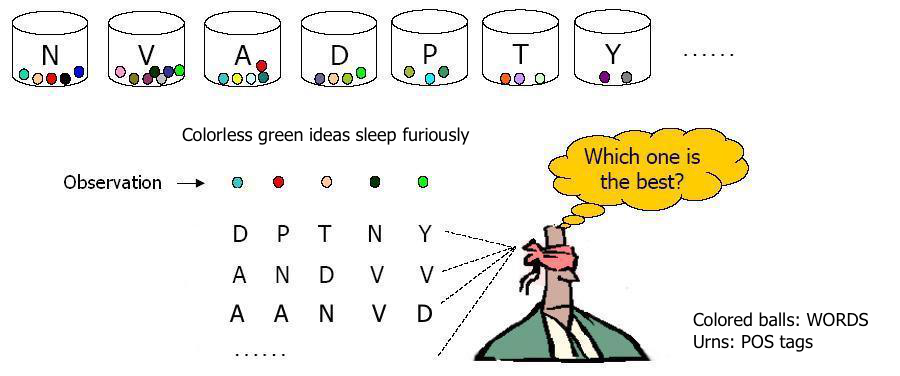 N V A D P T Y ......
Colorless green ideas sleep furiously
Which one is
the best?
Observation
D P T N Y
A N D V V
A A N V D
......
Colored balls: WORDS
Urns: POS tags